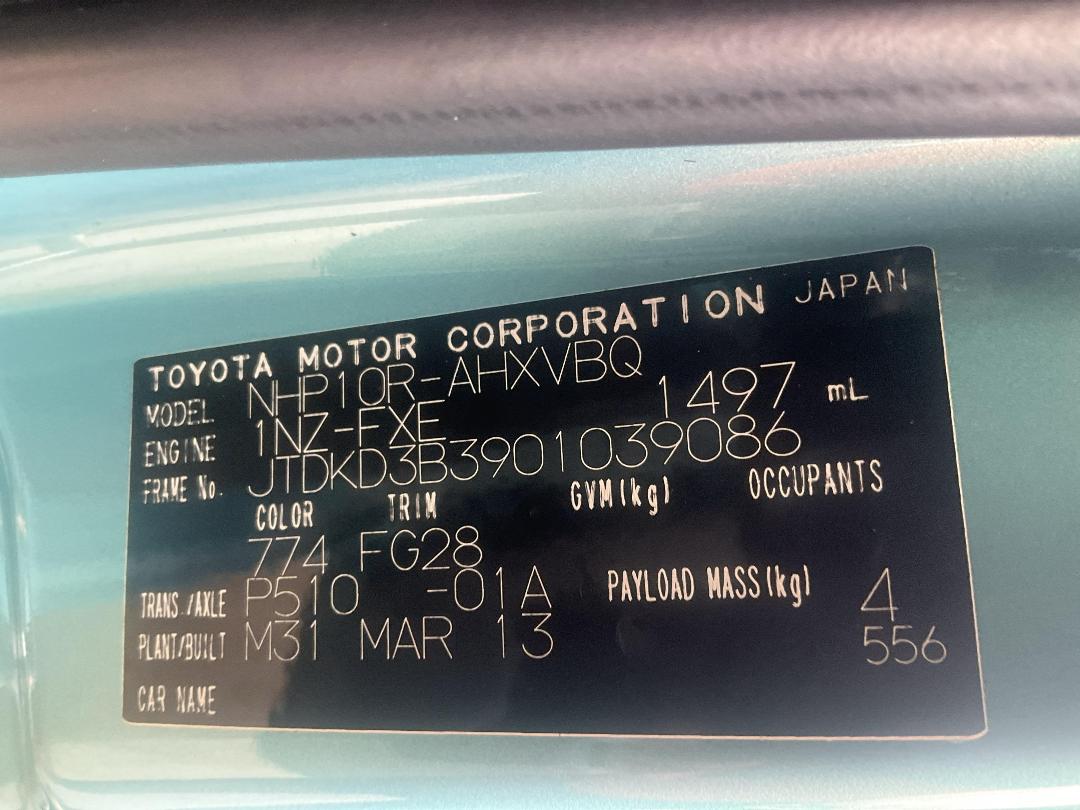 TOYOTA MOTOR CORPORATION JAPAN
MODEL NHP10R-AHXVBQ
ENGINE 1NZ-FXE 1497 mL
FRAME No. JTDKD3B3901039086
COLOR TRIM GVM(kg) OCCUPANTS
774 FG28
TRANS./AXLE P510 -01A PAYLOAD MASS(kg) 4
PLANT/BUILT M31 MAR 13 556
CAR NAME